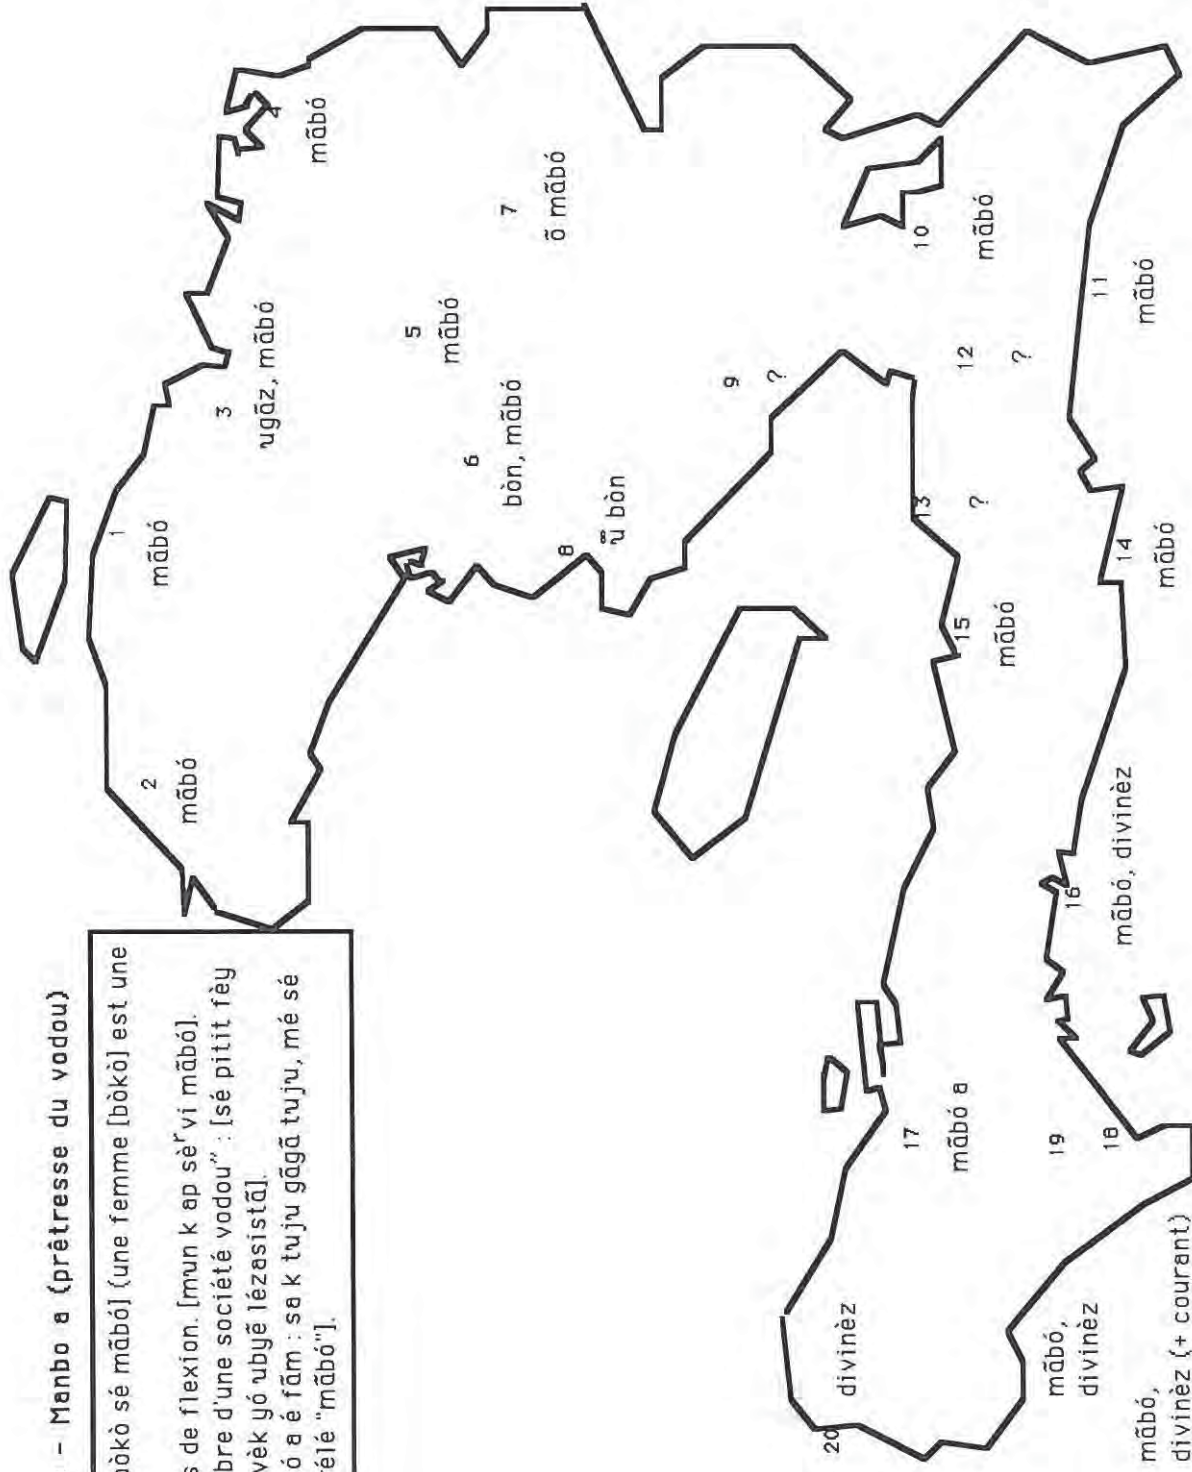 - Manbo a (prêtresse du vodou)
bòkò sé mãbó] (une femme [bòkò] est une
s de flexion. [mun k ap sèʳvi mãbó].
bre d'une société vodou" : [sé pitit fèy
vèk yó ubyẽ lézasistã].
ó a é fãm : sa k tuju gãgã tuju, mé sé
rélé "mãbó"].
1
mãbó
2
mãbó
3
ugãz, mãbó
4
mãbó
5
mãbó
6
bòn, mãbó
7
õ mãbó
8
bòn
9
?
10
mãbó
11
mãbó
12
?
13
?
14
mãbó
15
mãbó
16
mãbó, divinèz
17
mãbó a
18
19
mãbó,
divinèz
mãbó,
divinèz (+ courant)
20
divinèz